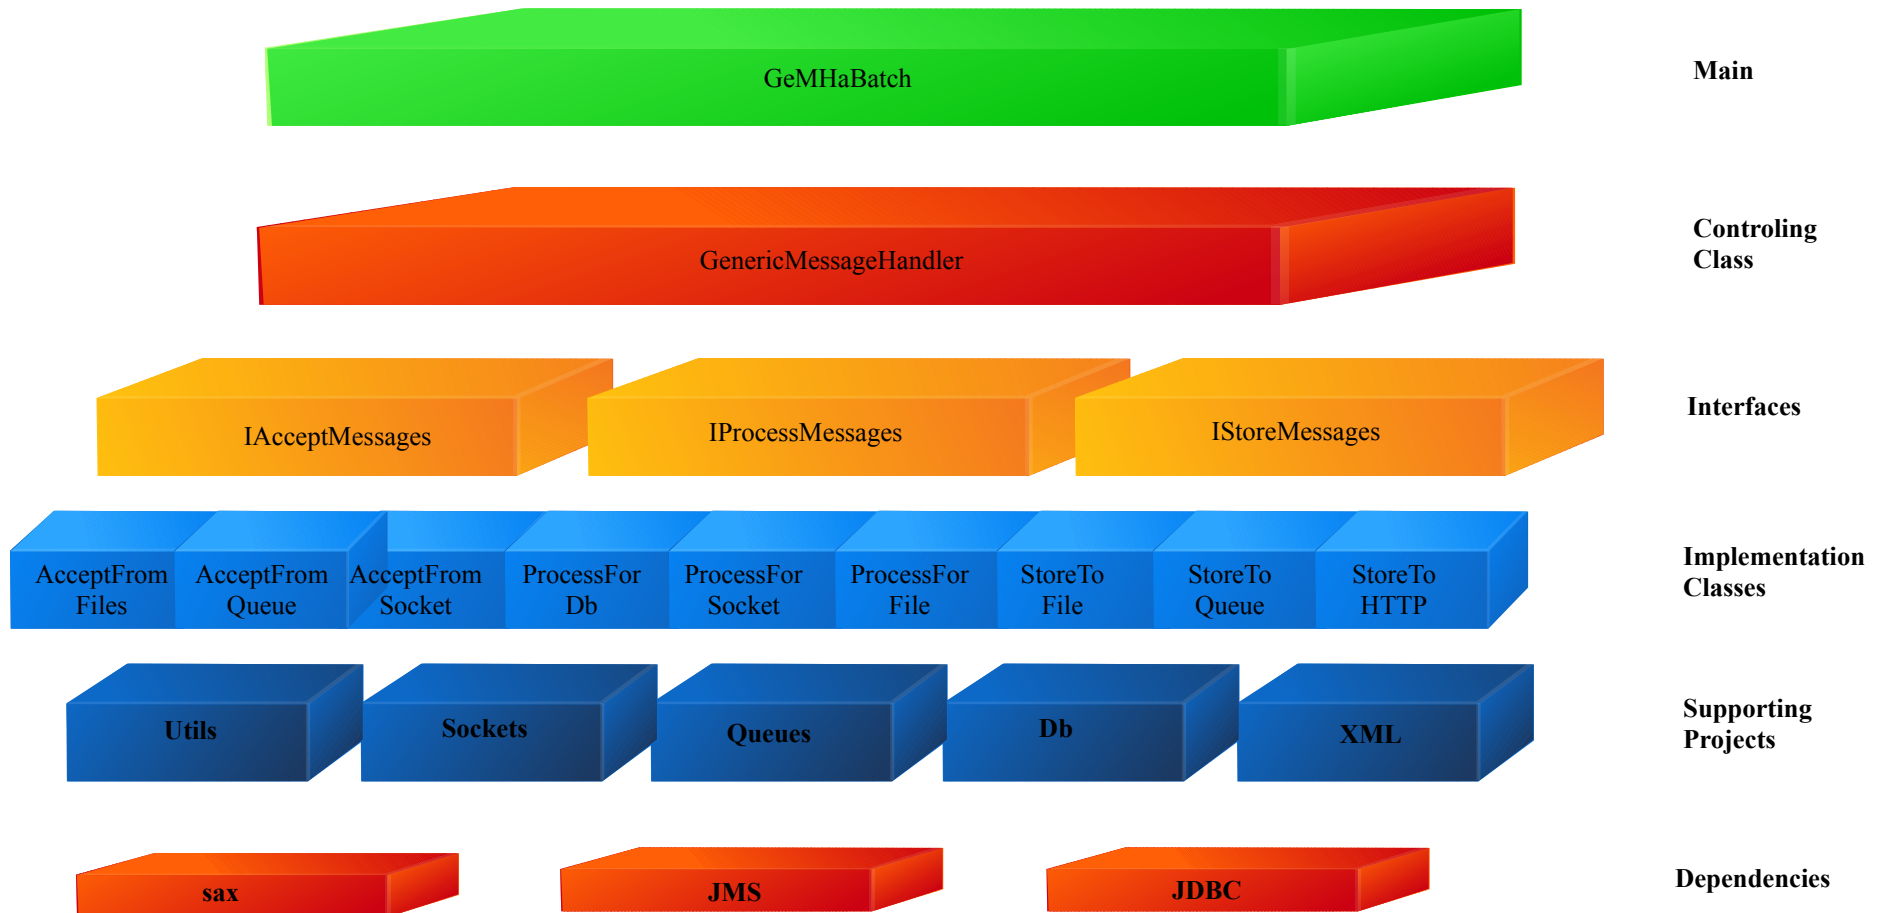 GeMHaBatch
Main
GenericMessageHandler
Controling
Class
IAcceptMessages
IProcessMessages
IStoreMessages
Interfaces
AcceptFrom
Files
AcceptFrom
Queue
AcceptFrom
Socket
ProcessFor
Db
ProcessFor
Socket
ProcessFor
File
StoreTo
File
StoreTo
Queue
StoreTo
HTTP
Implementation
Classes
Utils
Sockets
Queues
Db
XML
Supporting
Projects
sax
JMS
JDBC
Dependencies